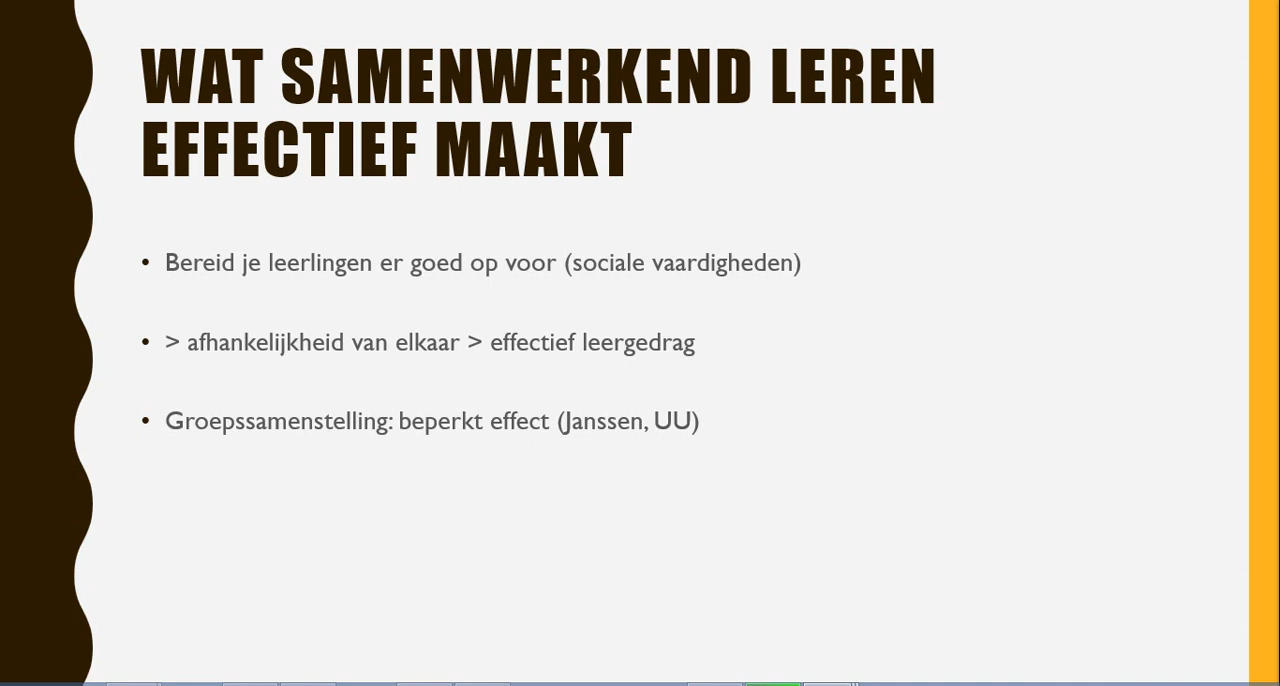 WAT SAMENWERKEND LEREN
EFFECTIEF MAAKT
• Bereid je leerlingen er goed op voor (sociale vaardigheden)
• > afhankelijkheid van elkaar > effectief leergedrag
• Groepssamenstelling: beperkt effect (Janssen, UU)